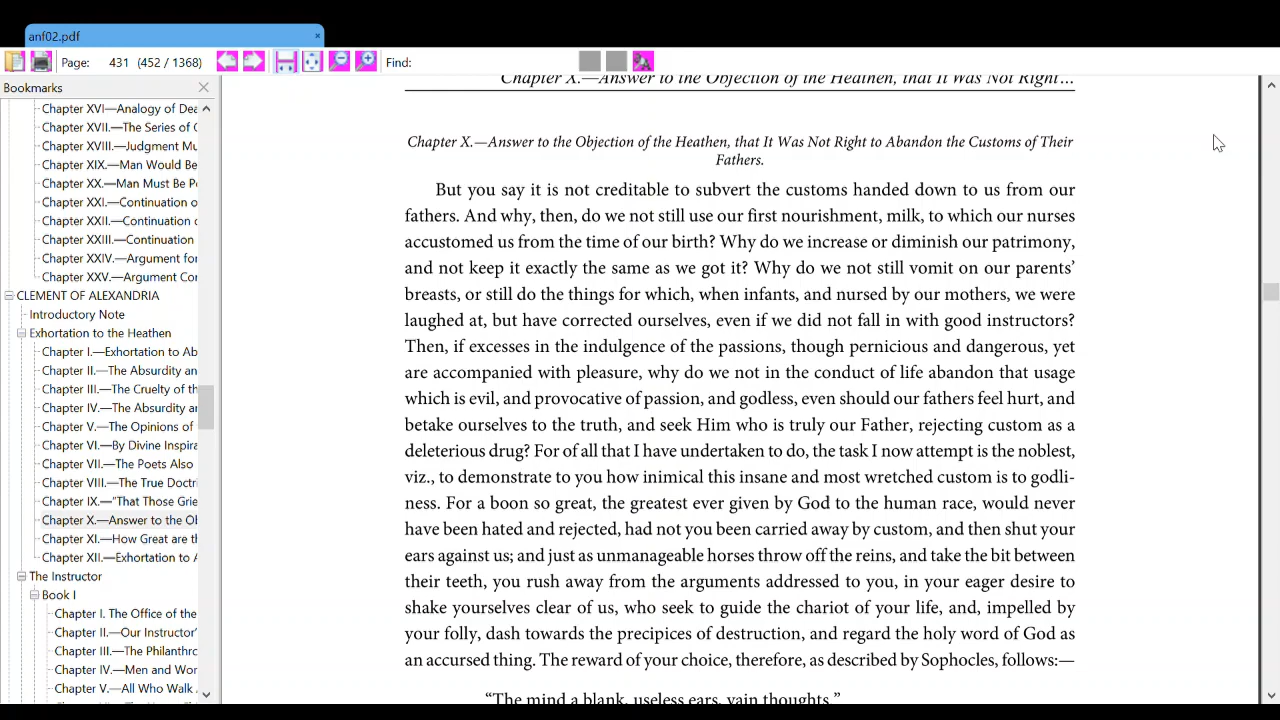 anf02.pdf
×
Page: 431 (452 / 1368) Find:
Bookmarks
Chapter XVI—Analogy of Dea
Chapter XVII.—The Series of C
Chapter XVIII.—Judgment Mu
Chapter XIX.—Man Would Be
Chapter XX.—Man Must Be Po
Chapter XXI.—Continuation o
Chapter XXII.—Continuation o
Chapter XXIII.—Continuation
Chapter XXIV.—Argument for
Chapter XXV.—Argument Con
CLEMENT OF ALEXANDRIA
Introductory Note
Exhortation to the Heathen
Chapter I.—Exhortation to Ab
Chapter II.—The Absurdity an
Chapter III.—The Cruelty of th
Chapter IV.—The Absurdity an
Chapter V.—The Opinions of
Chapter VI.—By Divine Inspira
Chapter VII.—The Poets Also
Chapter VIII.—The True Doctri
Chapter IX.—“That Those Grie
Chapter X.—Answer to the Ob
Chapter XI.—How Great are th
Chapter XII.—Exhortation to A
The Instructor
Book I
Chapter I. The Office of the
Chapter II.—Our Instructor’
Chapter III.—The Philanthro
Chapter IV.—Men and Wor
Chapter V.—All Who Walk
Chapter X.—Answer to the Objection of the Heathen, that It Was Not Right…
Chapter X.—Answer to the Objection of the Heathen, that It Was Not Right to Abandon the Customs of Their
Fathers.
But you say it is not creditable to subvert the customs handed down to us from our
fathers. And why, then, do we not still use our first nourishment, milk, to which our nurses
accustomed us from the time of our birth? Why do we increase or diminish our patrimony,
and not keep it exactly the same as we got it? Why do we not still vomit on our parents’
breasts, or still do the things for which, when infants, and nursed by our mothers, we were
laughed at, but have corrected ourselves, even if we did not fall in with good instructors?
Then, if excesses in the indulgence of the passions, though pernicious and dangerous, yet
are accompanied with pleasure, why do we not in the conduct of life abandon that usage
which is evil, and provocative of passion, and godless, even should our fathers feel hurt, and
betake ourselves to the truth, and seek Him who is truly our Father, rejecting custom as a
deleterious drug? For of all that I have undertaken to do, the task I now attempt is the noblest,
viz., to demonstrate to you how inimical this insane and most wretched custom is to godli-
ness. For a boon so great, the greatest ever given by God to the human race, would never
have been hated and rejected, had not you been carried away by custom, and then shut your
ears against us; and just as unmanageable horses throw off the reins, and take the bit between
their teeth, you rush away from the arguments addressed to you, in your eager desire to
shake yourselves clear of us, who seek to guide the chariot of your life, and, impelled by
your folly, dash towards the precipices of destruction, and regard the holy word of God as
an accursed thing. The reward of your choice, therefore, as described by Sophocles, follows:—
“The mind a blank, useless ears, vain thoughts.”